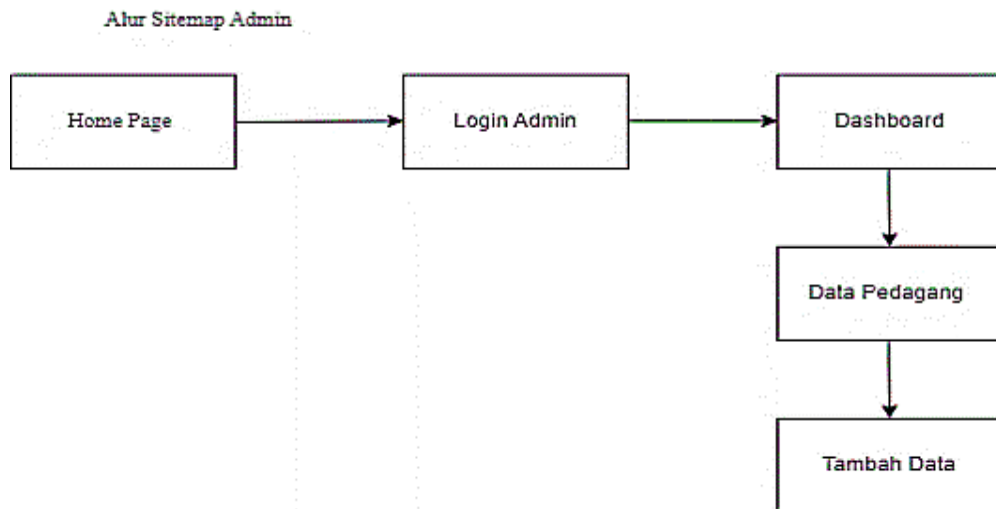 Alur Sitemap Admin
Home Page
Login Admin
Dashboard
Data Pedagang
Tambah Data